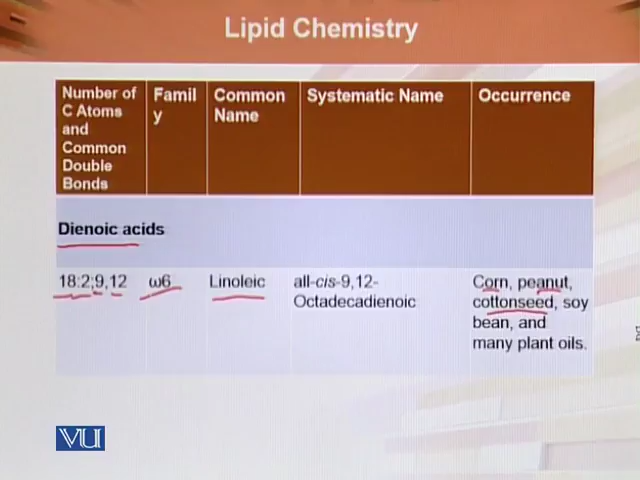 Lipid Chemistry
Number of C Atoms and Common Double Bonds
Famil
y
Common Name
Systematic Name
Occurrence
Dienoic acids
18:2;9,12
ω6
Linoleic
all-cis-9,12-
Octadecadienoic
Corn, peanut,
cottonseed, soy
bean, and
many plant oils.
VU